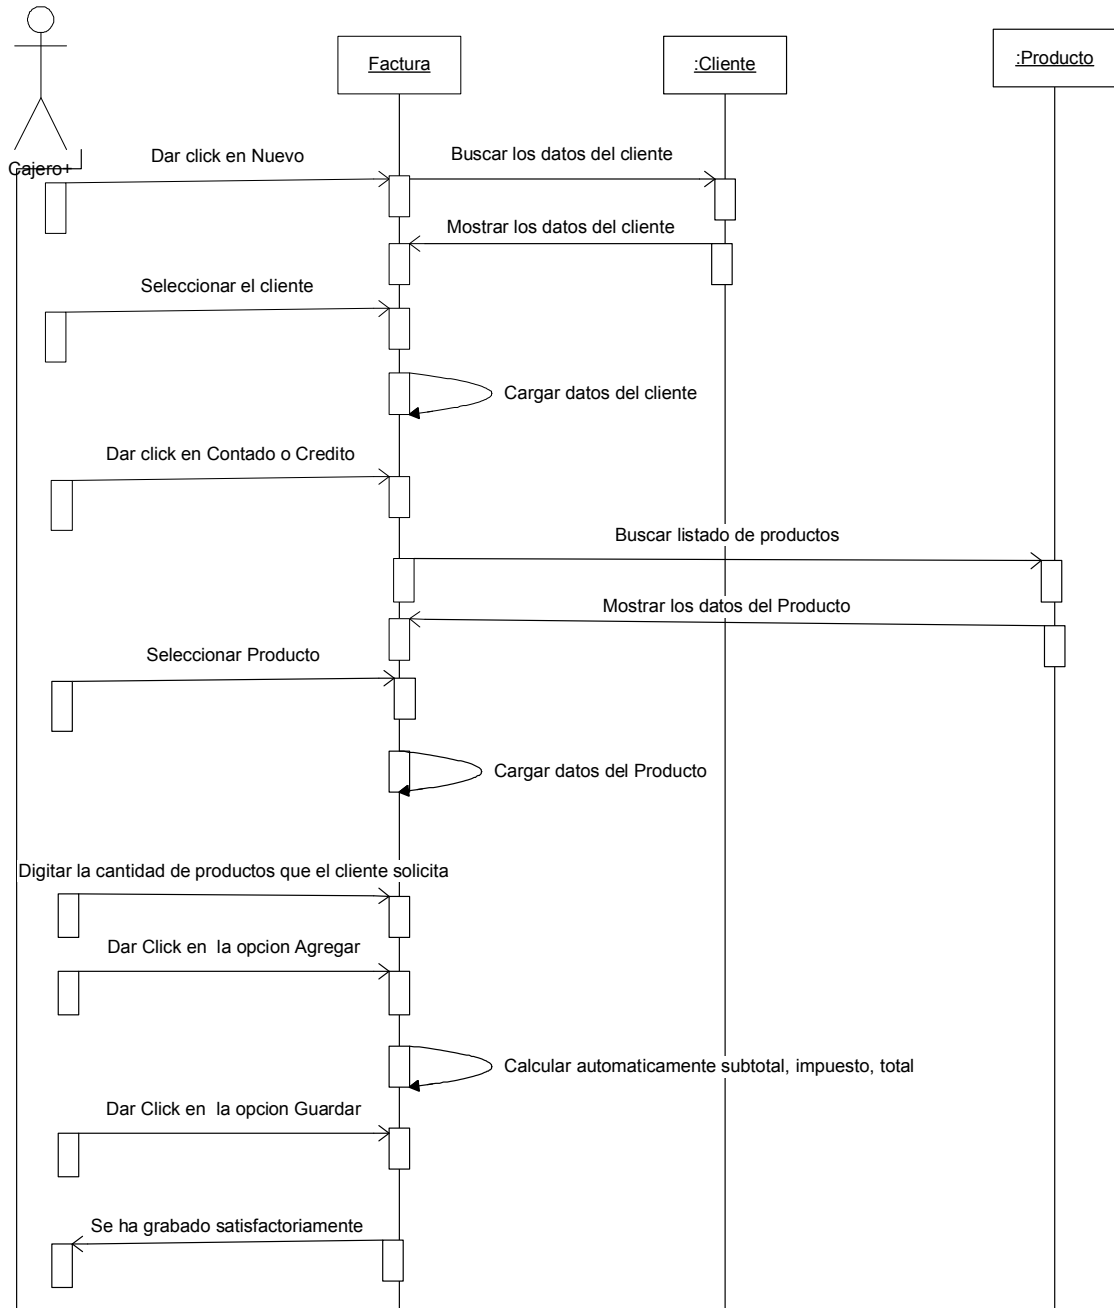 Factura
:Cliente
:Producto
Cajero+
Dar click en Nuevo
Buscar los datos del cliente
Mostrar los datos del cliente
Seleccionar el cliente
Cargar datos del cliente
Dar click en Contado o Credito
Buscar listado de productos
Mostrar los datos del Producto
Seleccionar Producto
Cargar datos del Producto
Digitar la cantidad de productos que el cliente solicita
Dar Click en  la opcion Agregar
Calcular automaticamente subtotal, impuesto, total
Dar Click en  la opcion Guardar
Se ha grabado satisfactoriamente